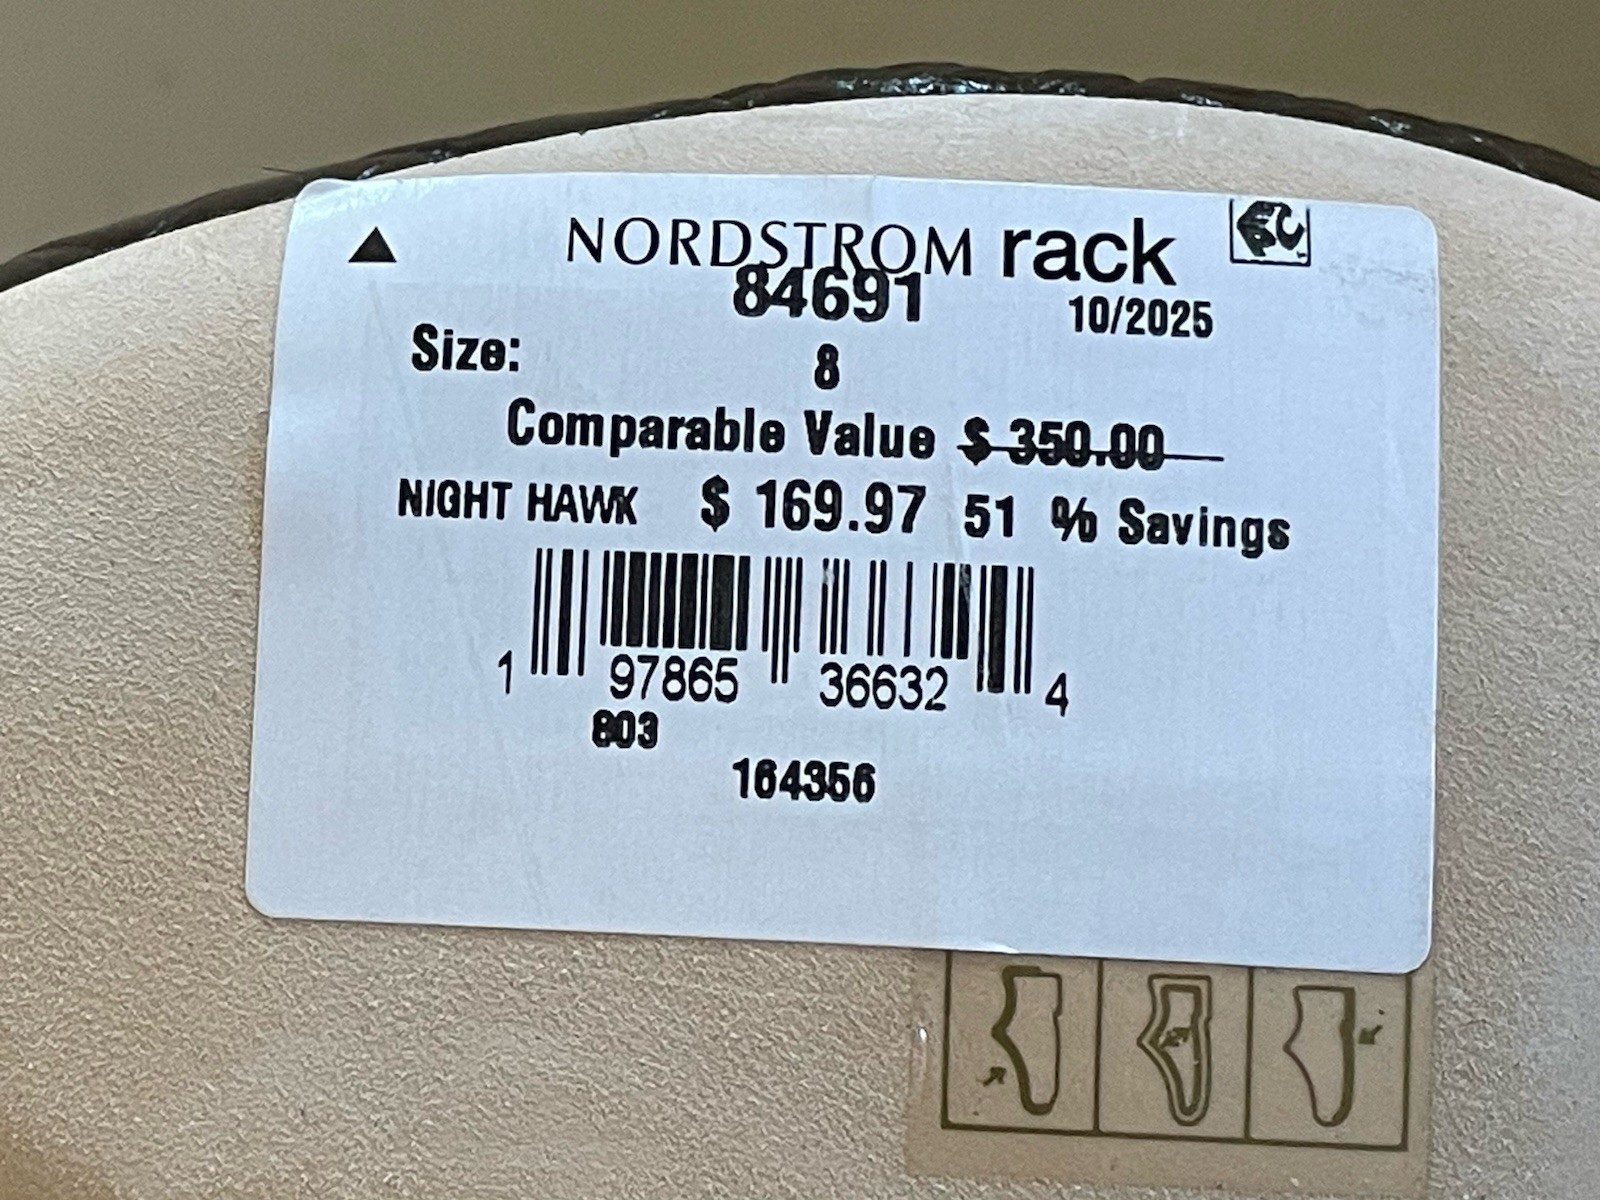 ▲ NORDSTROM rack
84691 10/2025
Size: 8
Comparable Value $ 350.00
NIGHT HAWK $ 169.97 51 % Savings
1 97865 36632 4
803
164356